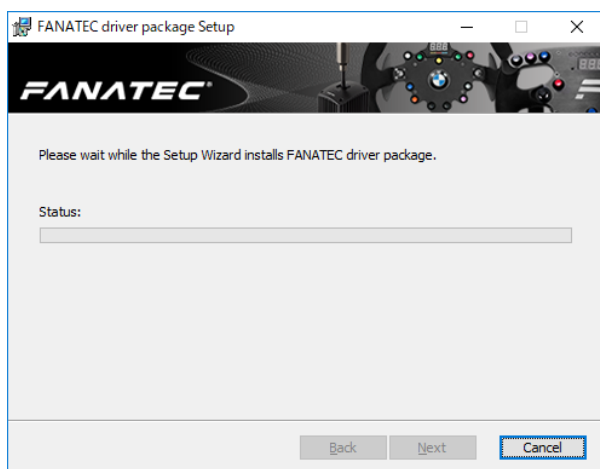 FANATEC driver package Setup
FANATEC
Please wait while the Setup Wizard installs FANATEC driver package.
Status:
Back
Next
Cancel